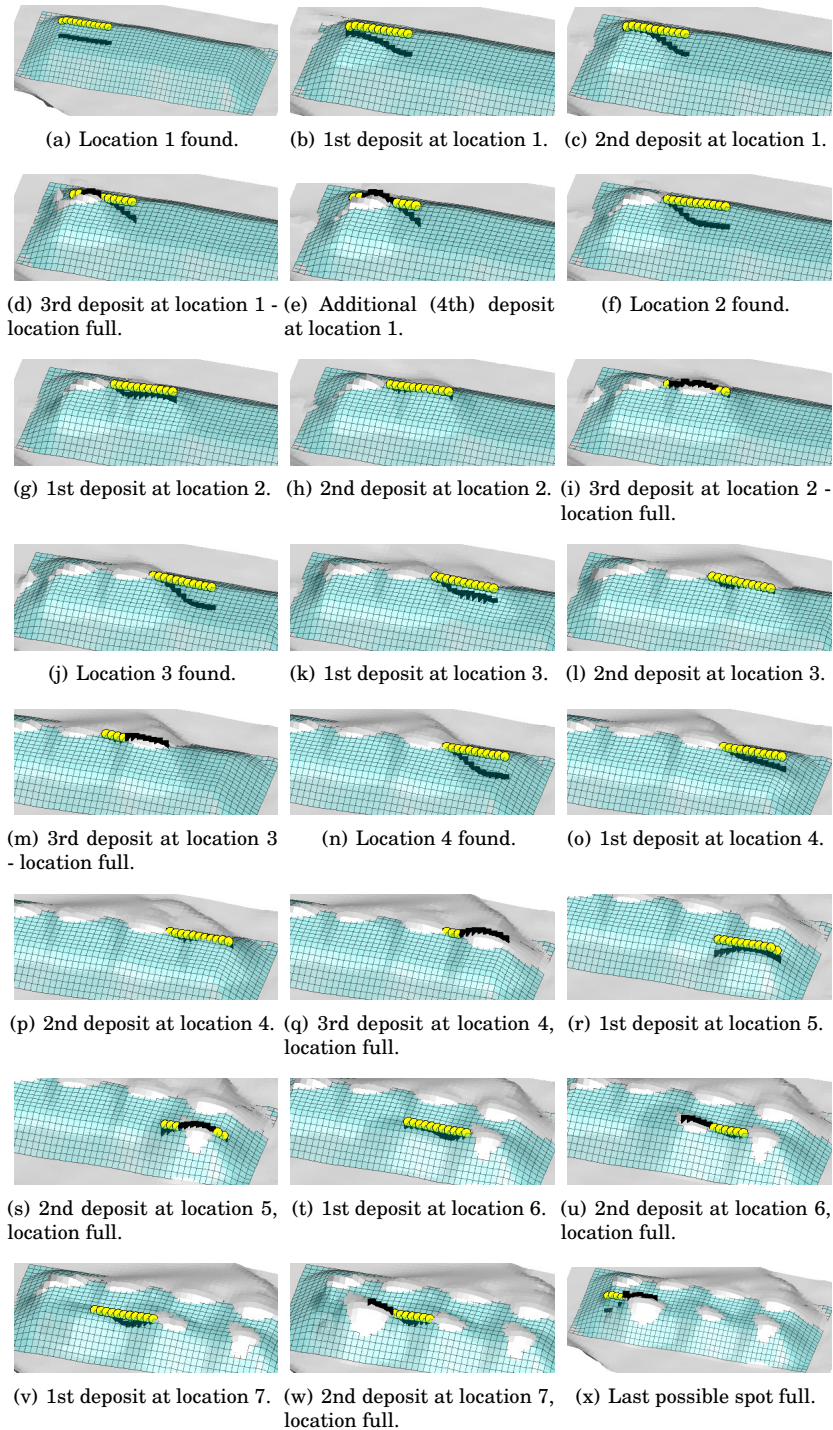 (a) Location 1 found.
(b) 1st deposit at location 1.
(c) 2nd deposit at location 1.
(d) 3rd deposit at location 1 -
location full.
(e) Additional (4th) deposit
at location 1.
(f) Location 2 found.
(g) 1st deposit at location 2.
(h) 2nd deposit at location 2.
(i) 3rd deposit at location 2 -
location full.
(j) Location 3 found.
(k) 1st deposit at location 3.
(l) 2nd deposit at location 3.
(m) 3rd deposit at location 3
- location full.
(n) Location 4 found.
(o) 1st deposit at location 4.
(p) 2nd deposit at location 4.
(q) 3rd deposit at location 4,
location full.
(r) 1st deposit at location 5.
(s) 2nd deposit at location 5,
location full.
(t) 1st deposit at location 6.
(u) 2nd deposit at location 6,
location full.
(v) 1st deposit at location 7.
(w) 2nd deposit at location 7,
location full.
(x) Last possible spot full.